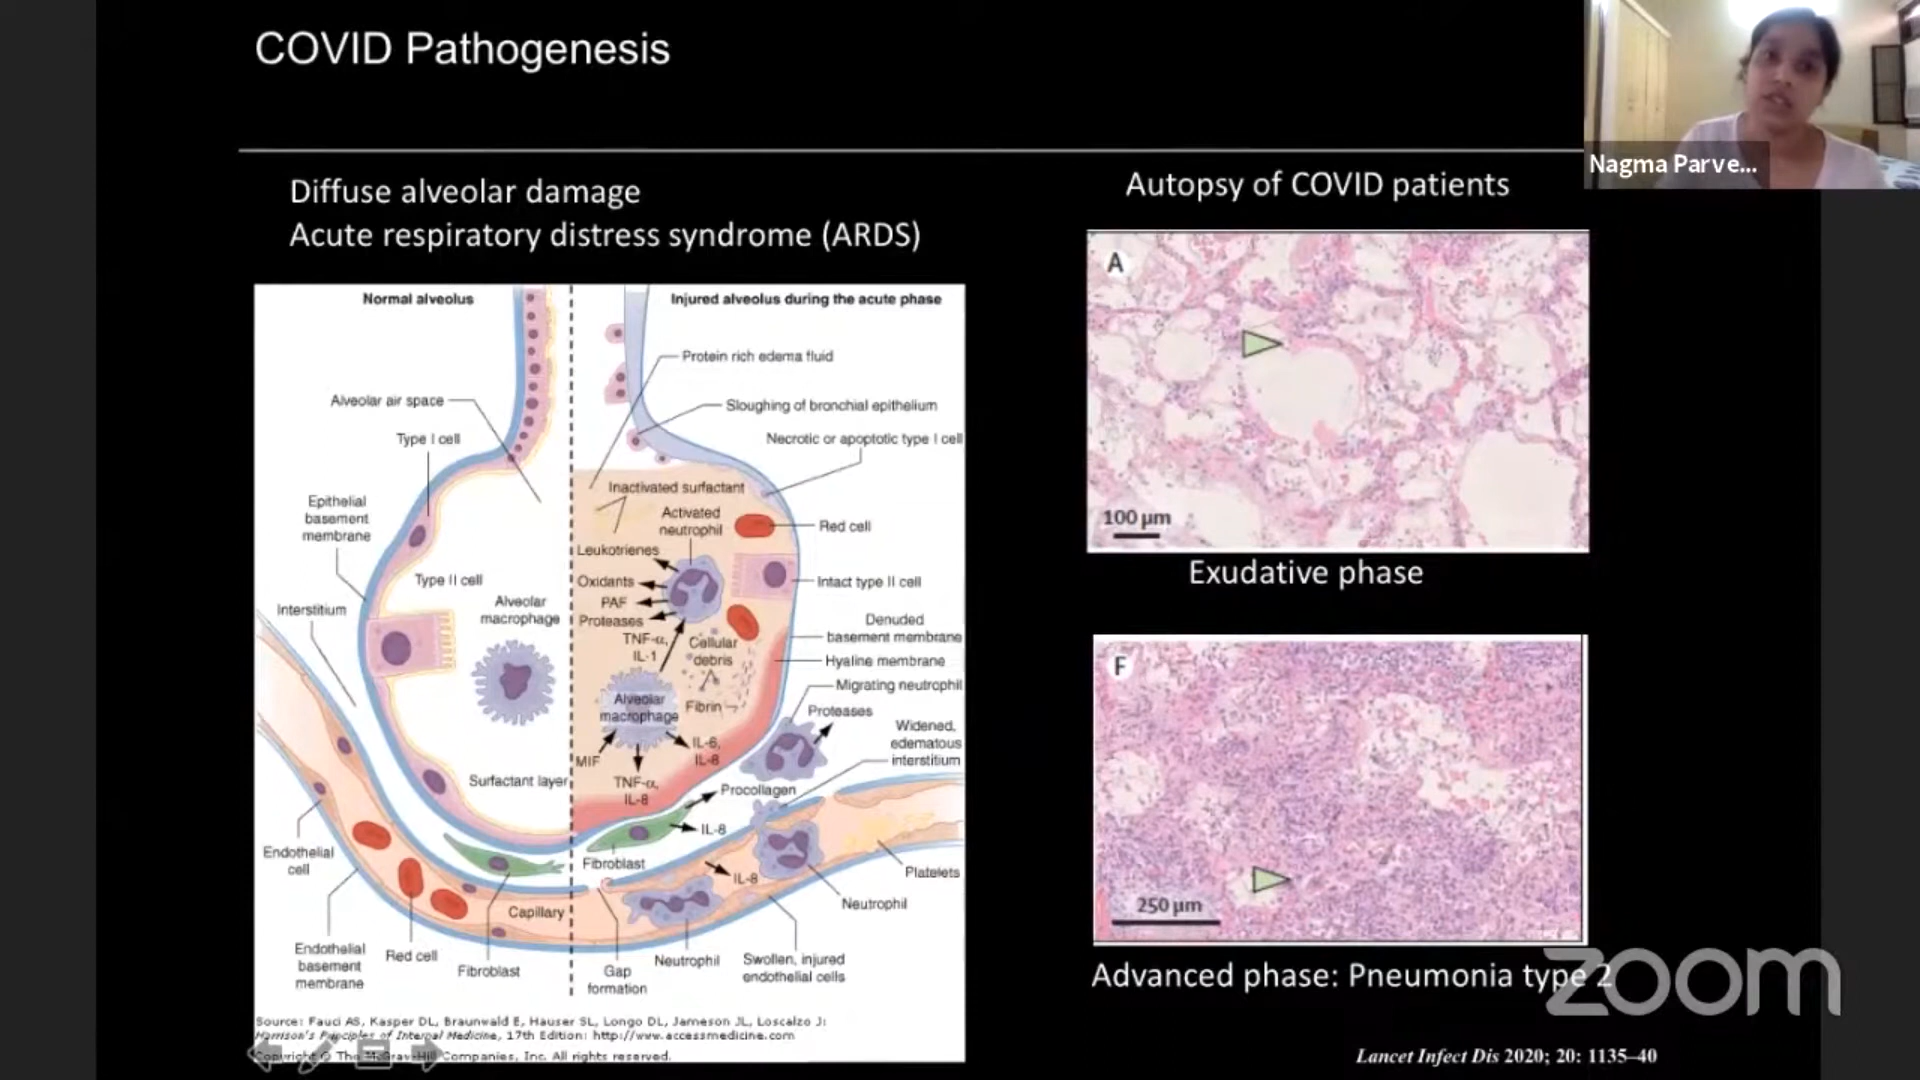 COVID Pathogenesis
Nagma Parve...
Diffuse alveolar damage
Acute respiratory distress syndrome (ARDS)
Autopsy of COVID patients
Normal alveolus
Injured alveolus during the acute phase
Protein rich edema fluid
Alveolar air space
Sloughing of bronchial epithelium
Type I cell
Necrotic or apoptotic type I cell
Epithelial
basement
membrane
Inactivated surfactant
Activated
neutrophil
Red cell
Leukotrienes
Oxidants
PAF
Proteases
Type II cell
Intact type II cell
Alveolar
macrophage
Interstitium
TNF-α,
IL-1
Cellular
debris
Denuded
basement membrane
Hyaline membrane
Migrating neutrophil
Alveolar
macrophage
Fibrin
Proteases
Widened,
edematous
interstitium
IL-6,
IL-8
MIF
TNF-α,
IL-8
Surfactant layer
Procollagen
IL-8
Endothelial
cell
Fibroblast
IL-8
Platelets
Neutrophil
Capillary
Endothelial
basement
membrane
Red cell
Fibroblast
Gap
formation
Neutrophil
Swollen, injured
endothelial cells
Source: Fauci AS, Kasper DL, Braunwald E, Hauser SL, Longo DL, Jameson JL, Loscalzo J:
Harrison's Principles of Internal Medicine, 17th Edition: http://www.accessmedicine.com
Copyright © The McGraw-Hill Companies, Inc. All rights reserved.
A
100 µm
Exudative phase
F
250 µm
Advanced phase: Pneumonia type 2
zoom
Lancet Infect Dis 2020; 20: 1135–40